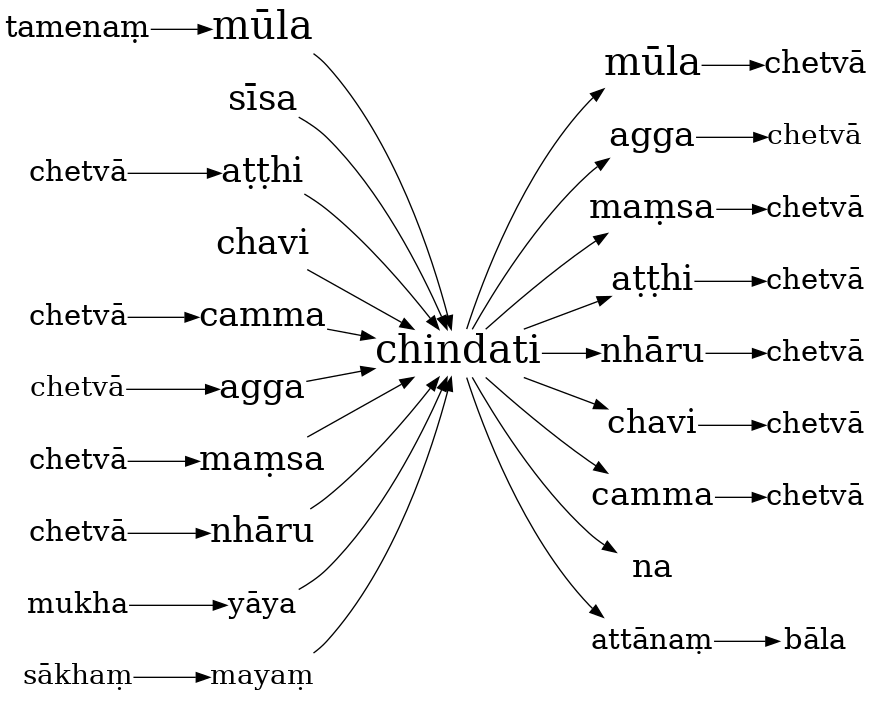 tamenaṃ mūla
sīsa
chetvā aṭṭhi
chavi
chetvā camma
chetvā agga
chetvā maṃsa
chetvā nhāru
mukha yāya
sākhaṃ mayaṃ
chindati
mūla chetvā
agga chetvā
maṃsa chetvā
aṭṭhi chetvā
nhāru chetvā
chavi chetvā
camma chetvā
na
attānaṃ bāla